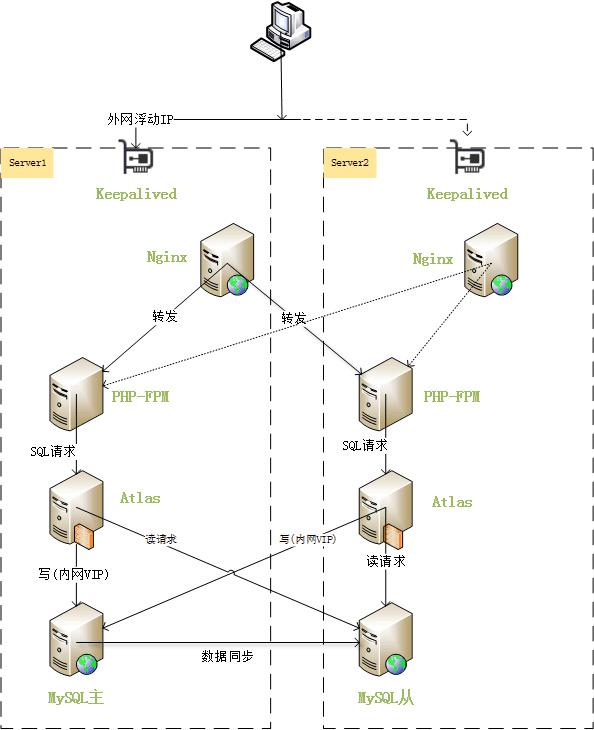 外网浮动IP
Server1
Server2
Keepalived
Keepalived
Nginx
Nginx
转发
转发
PHP-FPM
PHP-FPM
SQL请求
SQL请求
Atlas
Atlas
读请求
写(内网VIP)
读请求
写(内网VIP)
数据同步
MySQL主
MySQL从